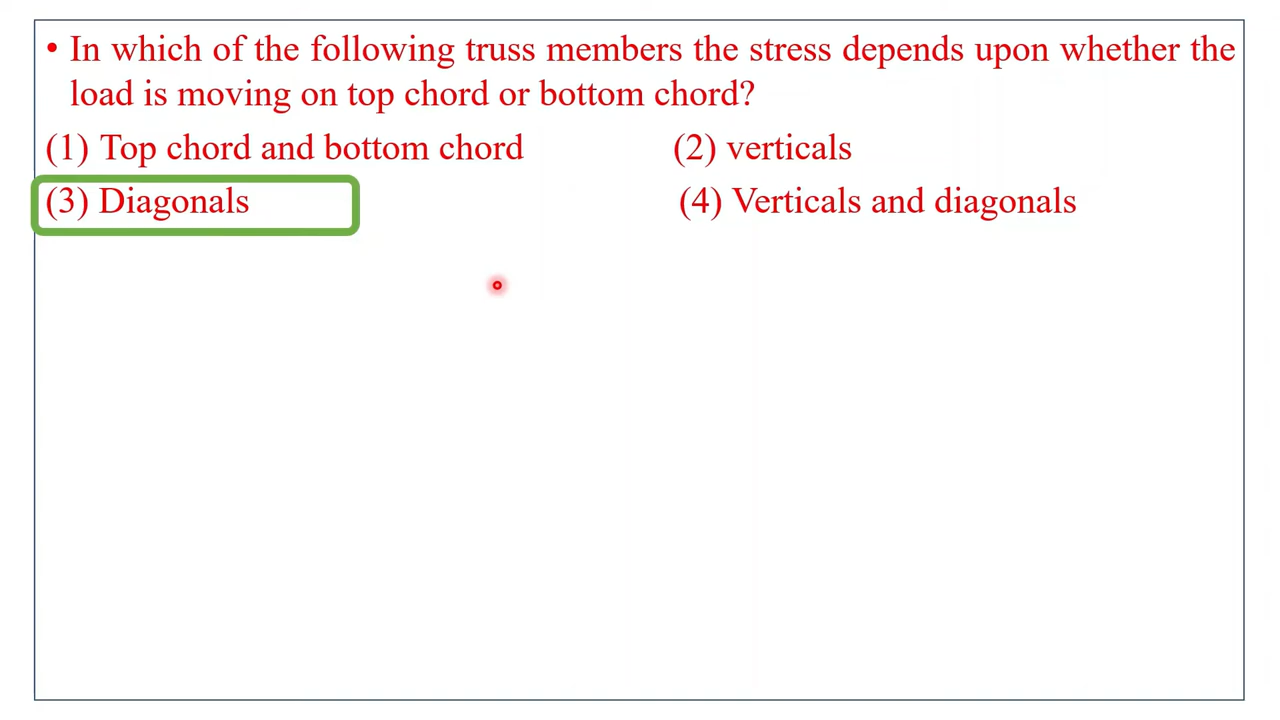 • In which of the following truss members the stress depends upon whether the
load is moving on top chord or bottom chord?
(1) Top chord and bottom chord (2) verticals
(3) Diagonals (4) Verticals and diagonals